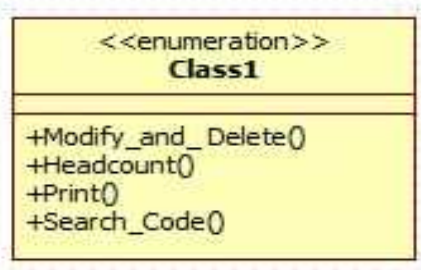 <<enumeration>>
Class1
+Modify_and_ Delete()
+Headcount()
+Print()
+Search_Code()